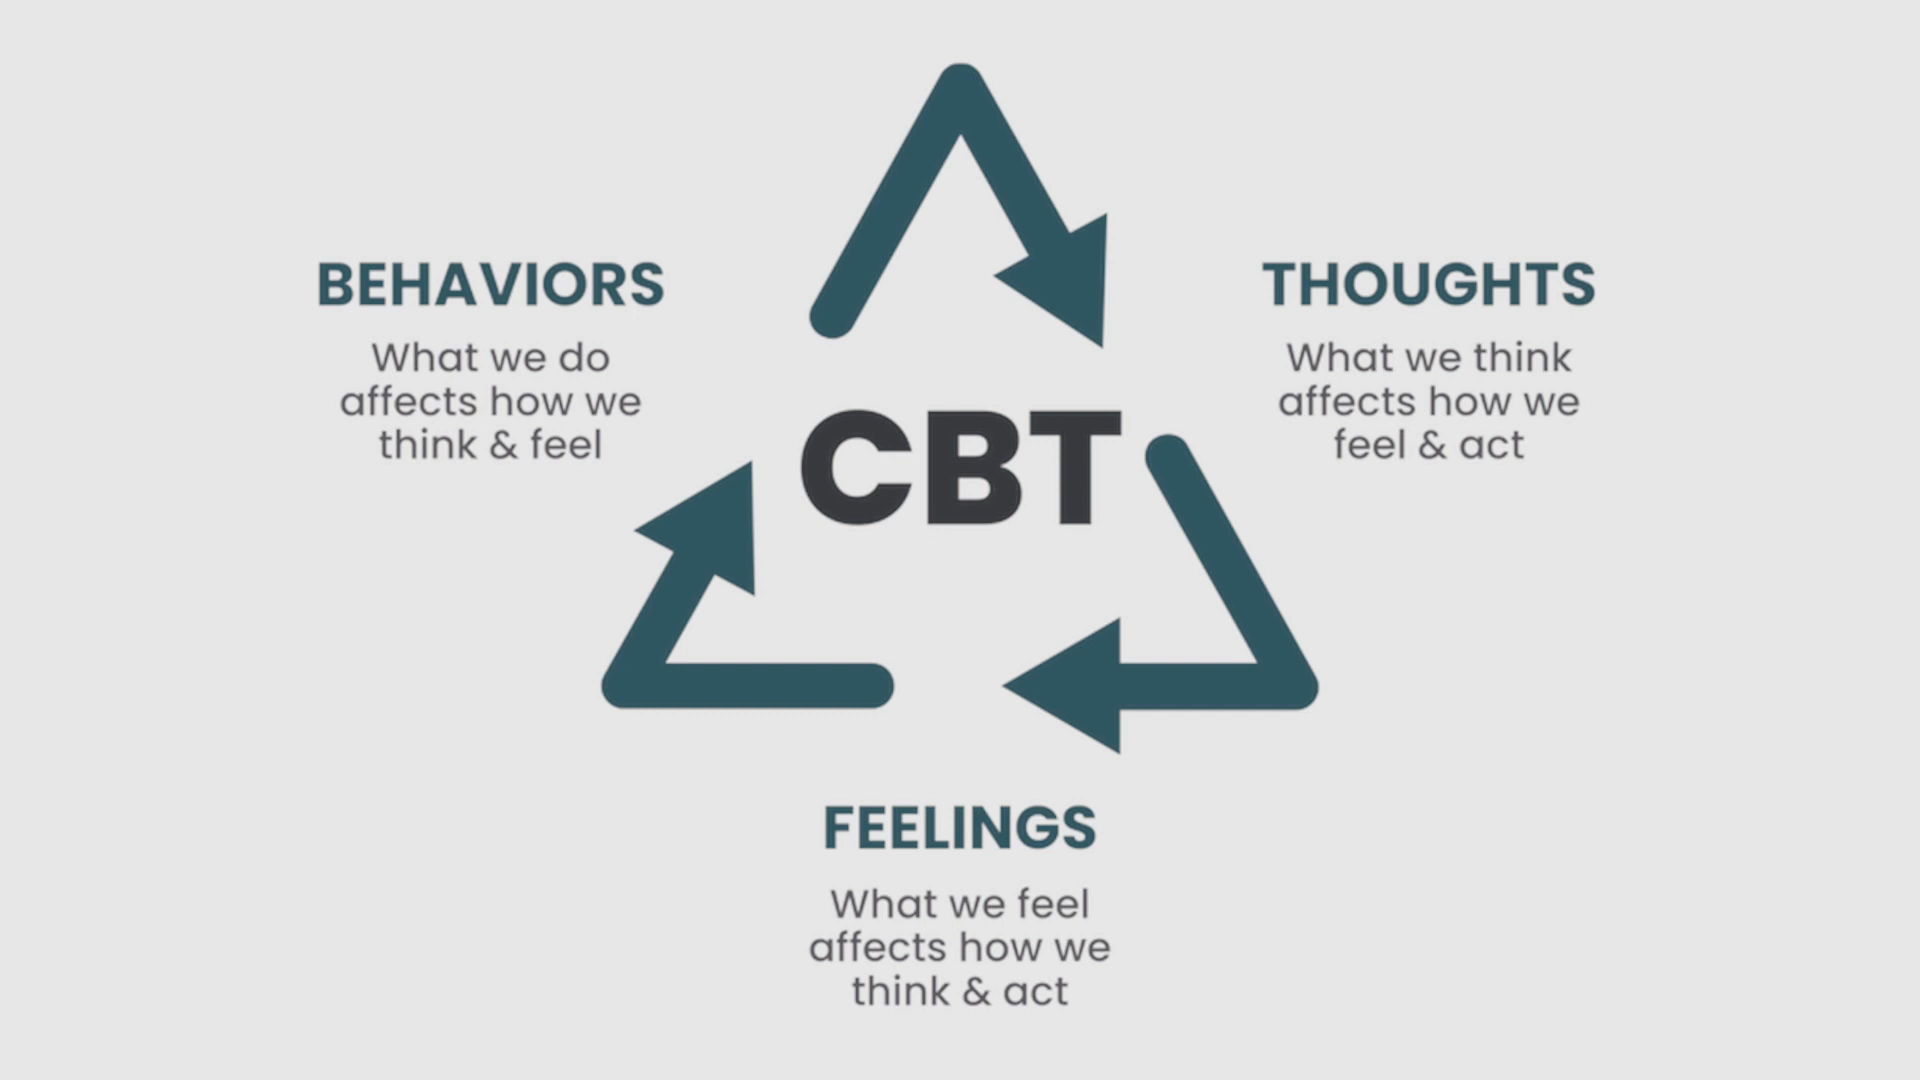 BEHAVIORS
What we do
affects how we
think & feel
CBT
THOUGHTS
What we think
affects how we
feel & act
FEELINGS
What we feel
affects how we
think & act